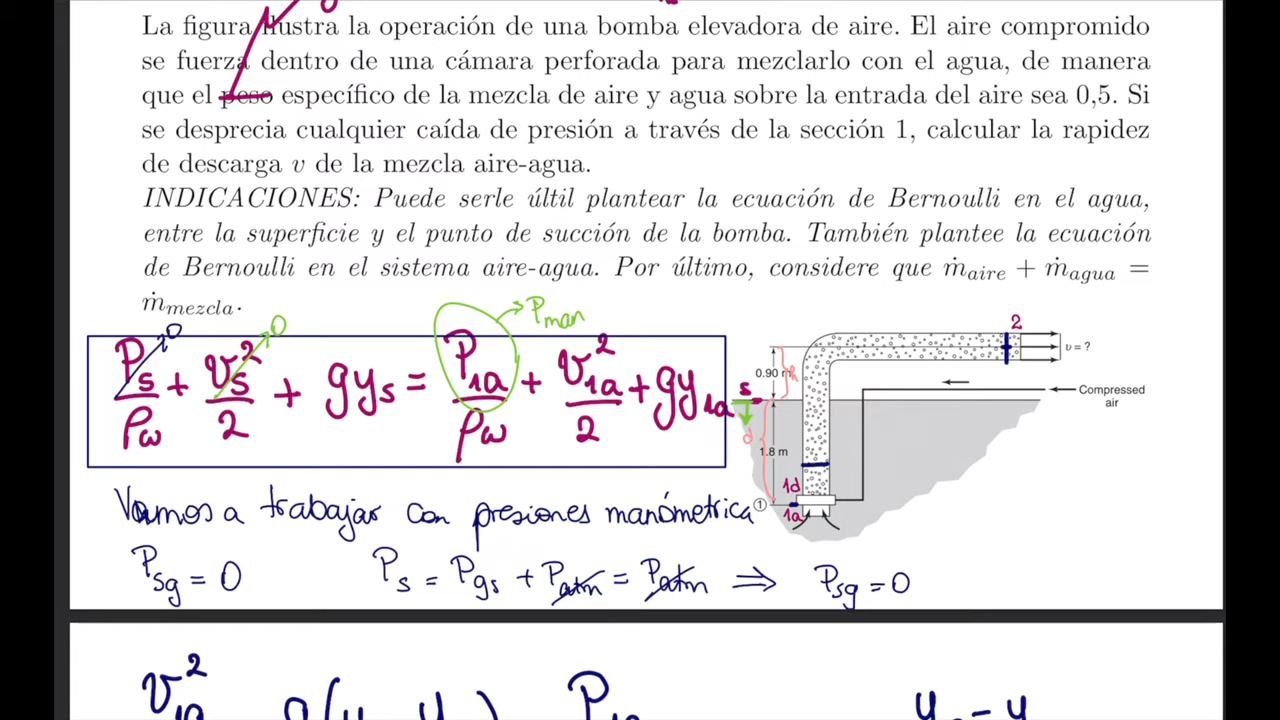 La figura ilustra la operación de una bomba elevadora de aire. El aire comprimido
se fuerza dentro de una cámara perforada para mezclarlo con el agua, de manera
que el peso específico de la mezcla de aire y agua sobre la entrada del aire sea 0,5. Si
se desprecia cualquier caída de presión a través de la sección 1, calcular la rapidez
de descarga v de la mezcla aire-agua.
INDICACIONES: Puede serle últil plantear la ecuación de Bernoulli en el agua,
entre la superficie y el punto de succión de la bomba. También plantee la ecuación
de Bernoulli en el sistema aire-agua. Por último, considere que ṁaire + ṁagua =
ṁmezcla.
0 0 Pman
Ps/ρw + vs²/2 + gys = P1a/ρw + v1a²/2 + gy1a
2
υ = ?
0.90 m h
Compressed
air
s
d
1.8 m
1d
①
1a
Vamos a trabajar con presiones manómetrica
Psg = 0 Ps = Pgs + Patm = Patm ⟹ Psg = 0